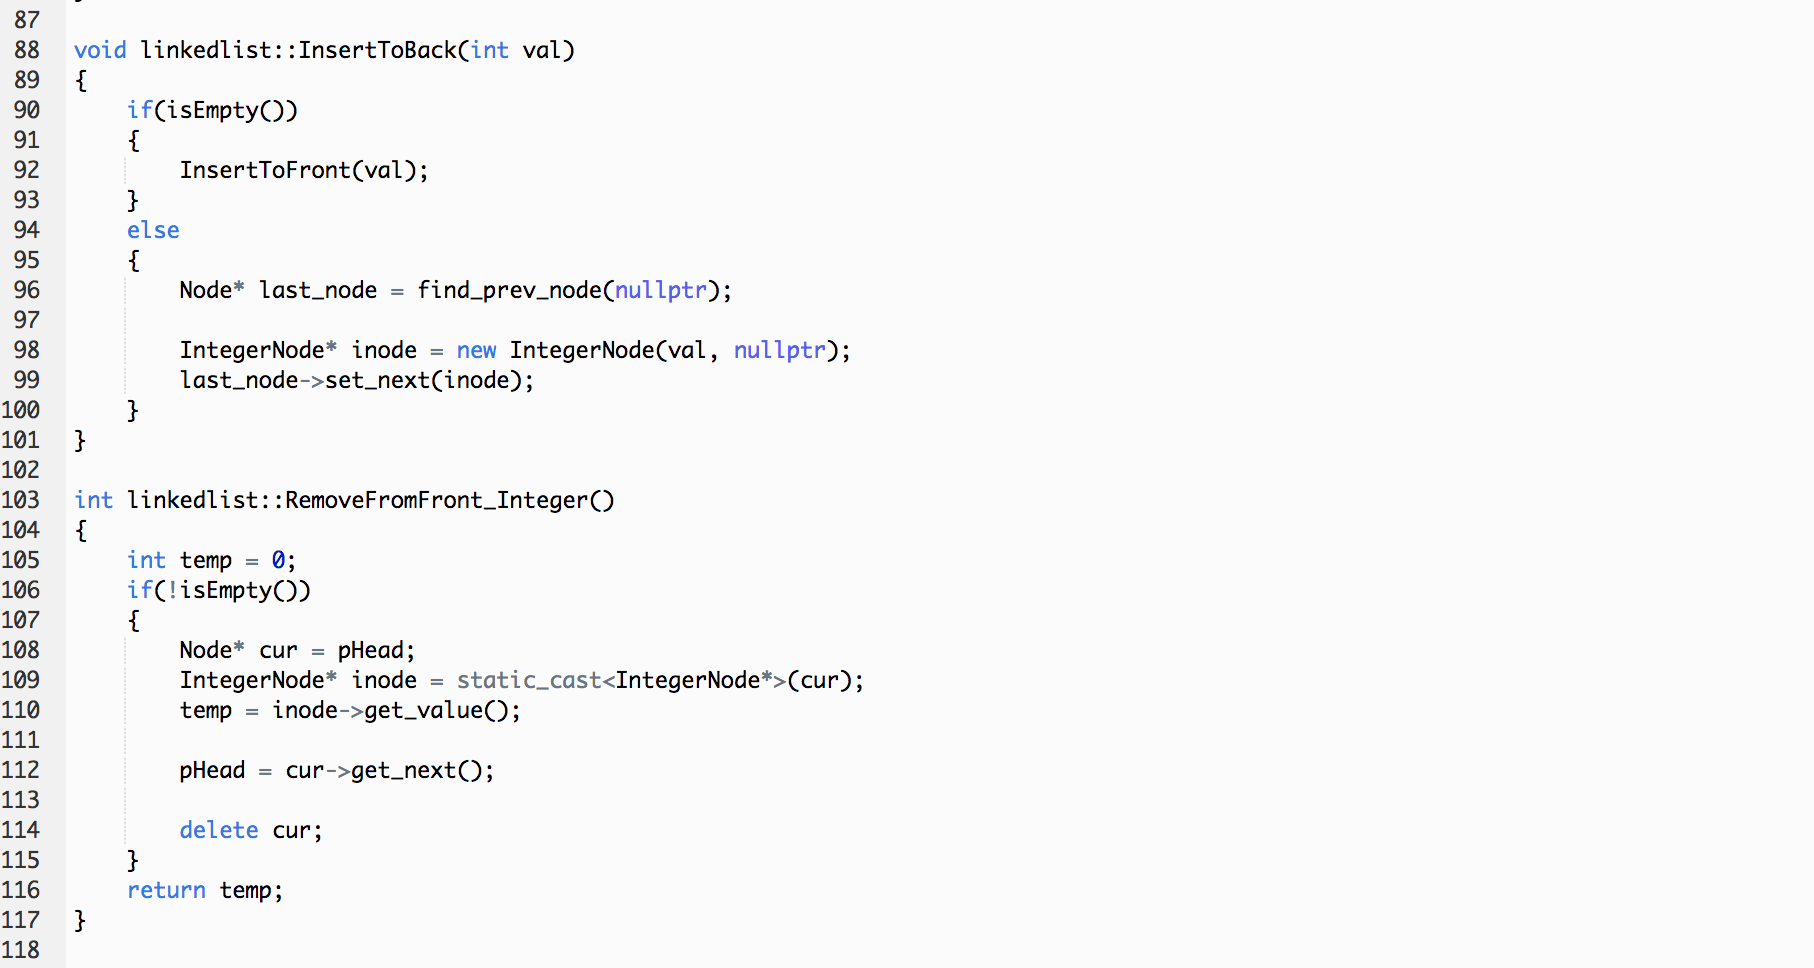 87
88 void linkedlist::InsertToBack(int val)
89 {
90     if(isEmpty())
91     {
92         InsertToFront(val);
93     }
94     else
95     {
96         Node* last_node = find_prev_node(nullptr);
97
98         IntegerNode* inode = new IntegerNode(val, nullptr);
99         last_node->set_next(inode);
100     }
101 }
102
103 int linkedlist::RemoveFromFront_Integer()
104 {
105     int temp = 0;
106     if(!isEmpty())
107     {
108         Node* cur = pHead;
109         IntegerNode* inode = static_cast<IntegerNode*>(cur);
110         temp = inode->get_value();
111
112         pHead = cur->get_next();
113
114         delete cur;
115     }
116     return temp;
117 }
118